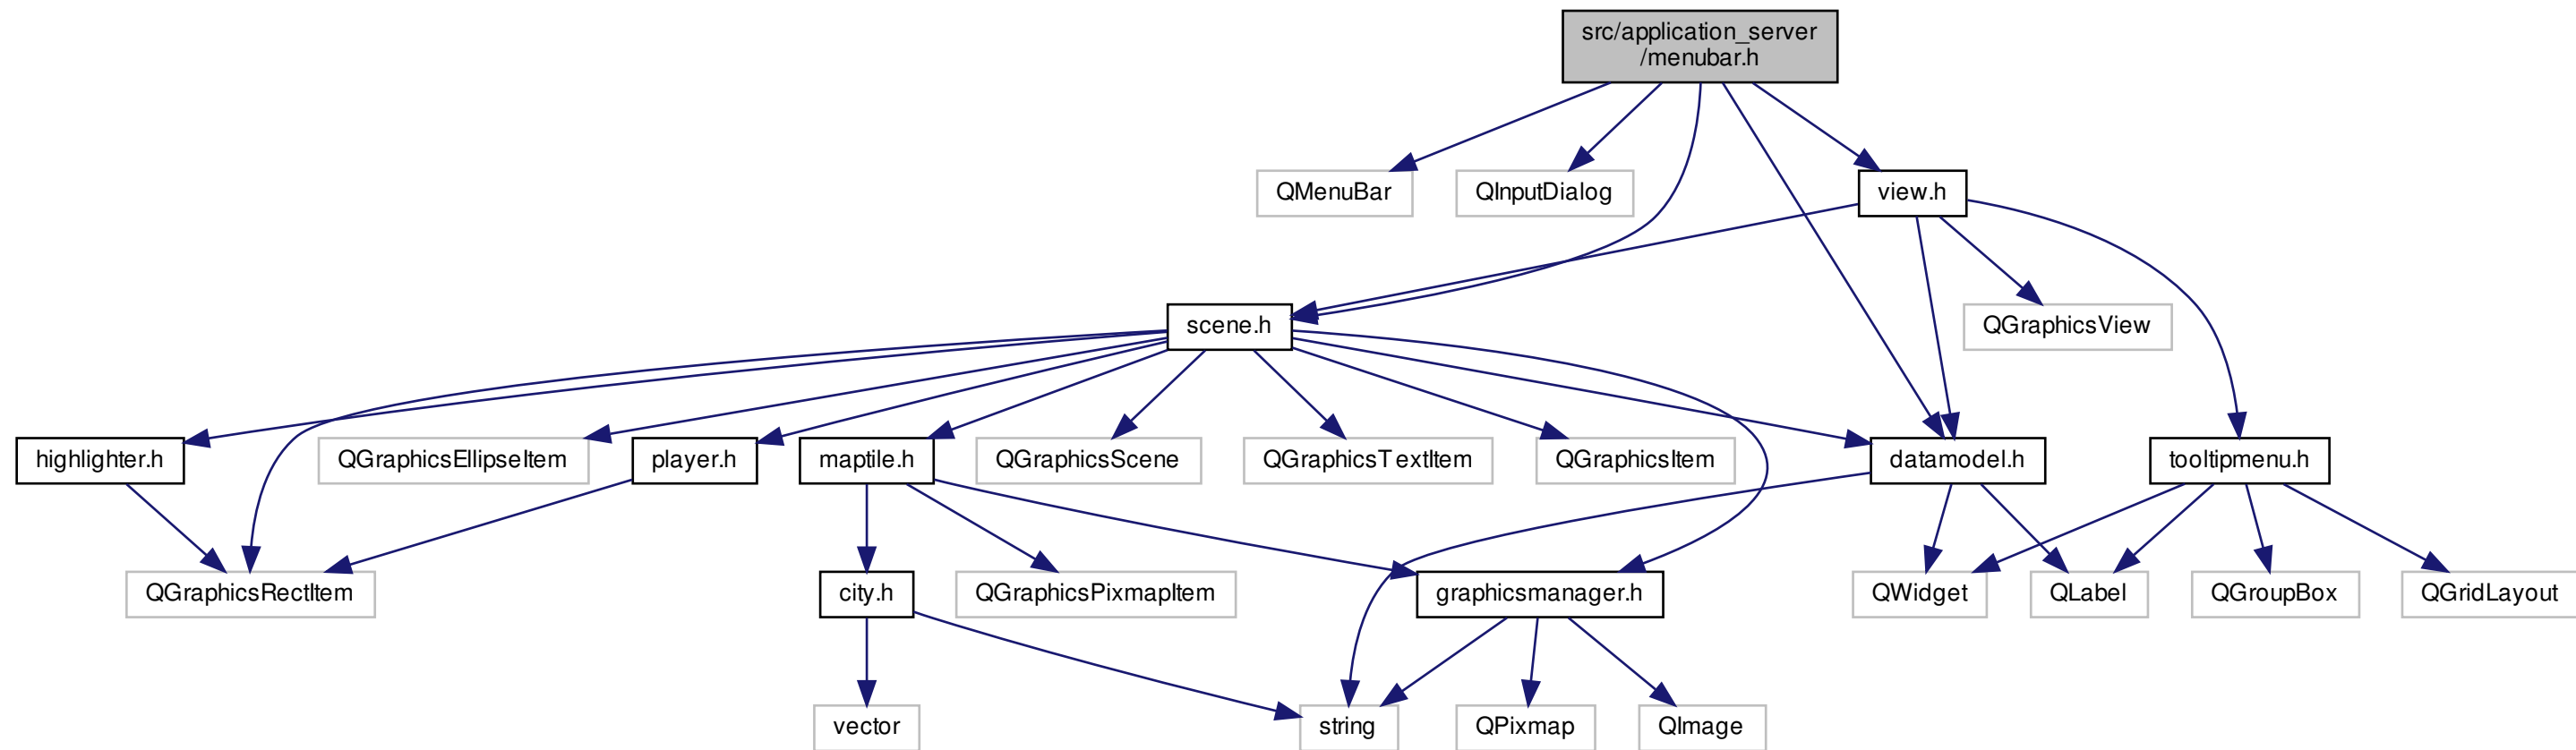 src/application_server
/menubar.h
QMenuBar
QInputDialog
view.h
scene.h
QGraphicsView
highlighter.h
QGraphicsEllipseItem
player.h
maptile.h
QGraphicsScene
QGraphicsTextItem
QGraphicsItem
datamodel.h
tooltipmenu.h
QGraphicsRectItem
city.h
QGraphicsPixmapItem
graphicsmanager.h
QWidget
QLabel
QGroupBox
QGridLayout
vector
string
QPixmap
QImage